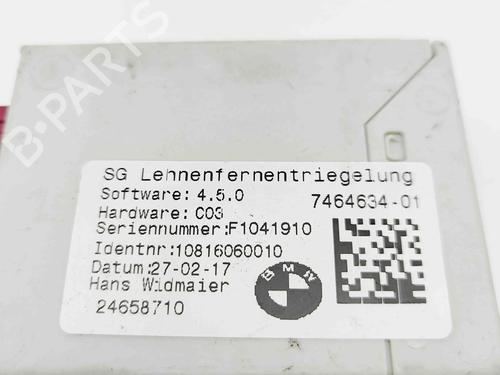 B-PARTS
SG Lehnenfernentriegelung
Software: 4.5.0 7464634-01
Hardware: C03
Seriennummer:F1041910
Identnr:10816060010
Datum:27-02-17
Hans Widmaier
24658710
BMW